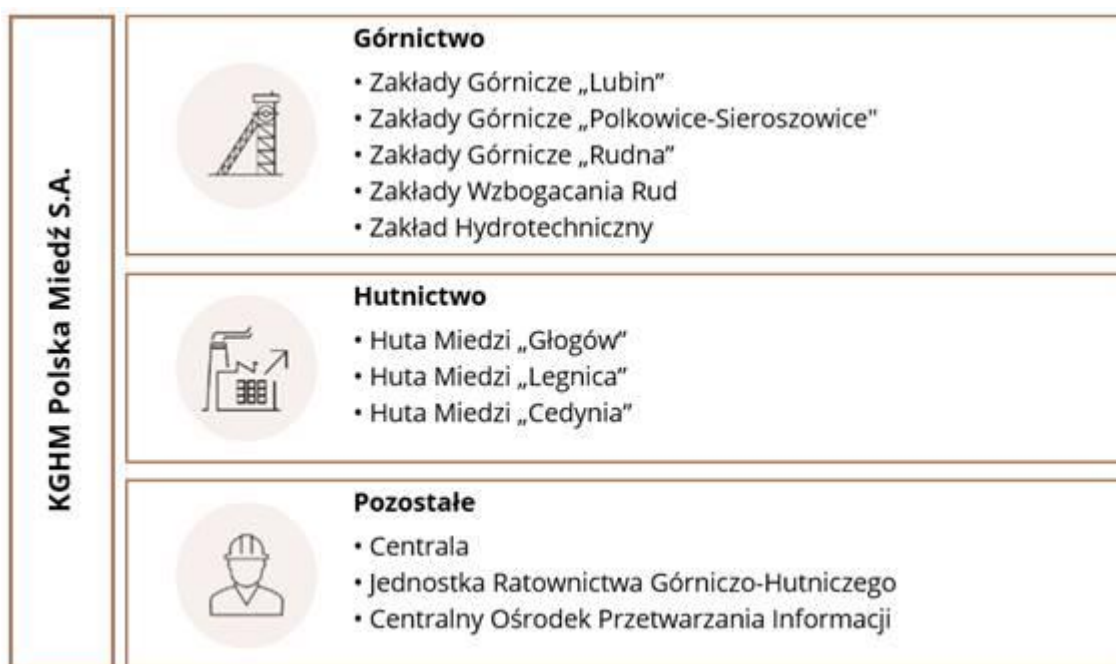 KGHM Polska Miedź S.A.
Górnictwo
• Zakłady Górnicze „Lubin”
• Zakłady Górnicze „Polkowice-Sieroszowice"
• Zakłady Górnicze „Rudna”
• Zakłady Wzbogacania Rud
• Zakład Hydrotechniczny
Hutnictwo
• Huta Miedzi „Głogów”
• Huta Miedzi „Legnica”
• Huta Miedzi „Cedynia”
Pozostałe
• Centrala
• Jednostka Ratownictwa Górniczo-Hutniczego
• Centralny Ośrodek Przetwarzania Informacji